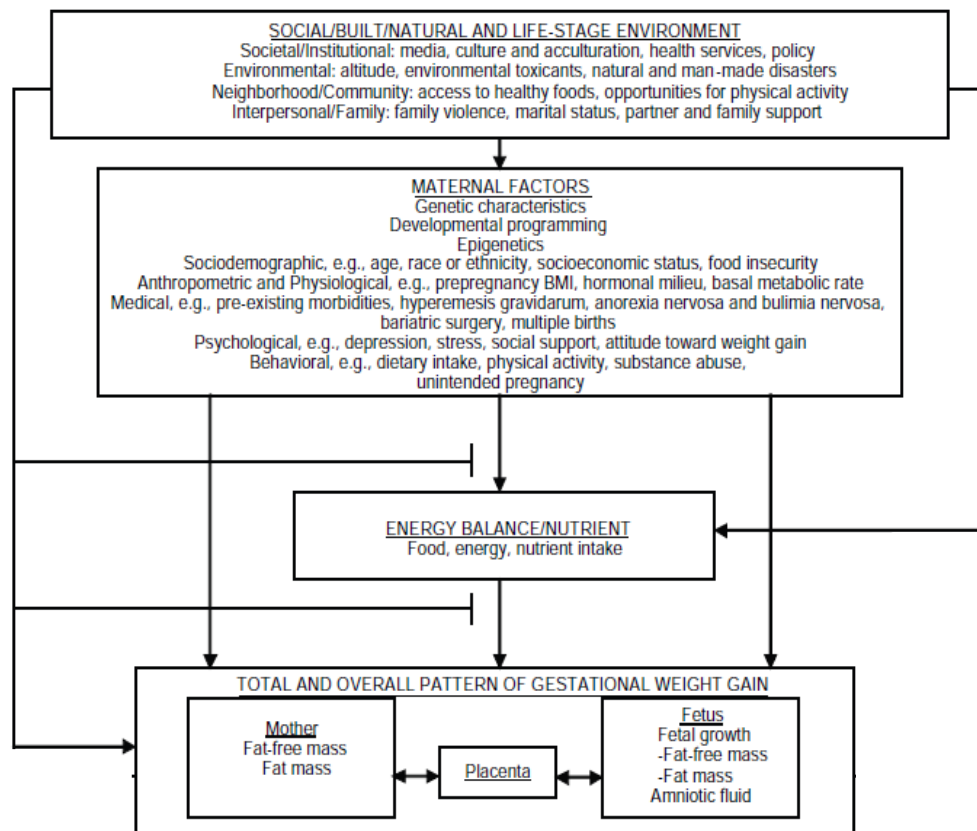 SOCIAL/BUILT/NATURAL AND LIFE-STAGE ENVIRONMENT
Societal/Institutional: media, culture and acculturation, health services, policy
Environmental: altitude, environmental toxicants, natural and man-made disasters
Neighborhood/Community: access to healthy foods, opportunities for physical activity
Interpersonal/Family: family violence, marital status, partner and family support
MATERNAL FACTORS
Genetic characteristics
Developmental programming
Epigenetics
Sociodemographic, e.g., age, race or ethnicity, socioeconomic status, food insecurity
Anthropometric and Physiological, e.g., prepregnancy BMI, hormonal milieu, basal metabolic rate
Medical, e.g., pre-existing morbidities, hyperemesis gravidarum, anorexia nervosa and bulimia nervosa,
bariatric surgery, multiple births
Psychological, e.g., depression, stress, social support, attitude toward weight gain
Behavioral, e.g., dietary intake, physical activity, substance abuse,
unintended pregnancy
ENERGY BALANCE/NUTRIENT
Food, energy, nutrient intake
TOTAL AND OVERALL PATTERN OF GESTATIONAL WEIGHT GAIN
Mother
Fat-free mass
Fat mass
Placenta
Fetus
Fetal growth
-Fat-free mass
-Fat mass
Amniotic fluid